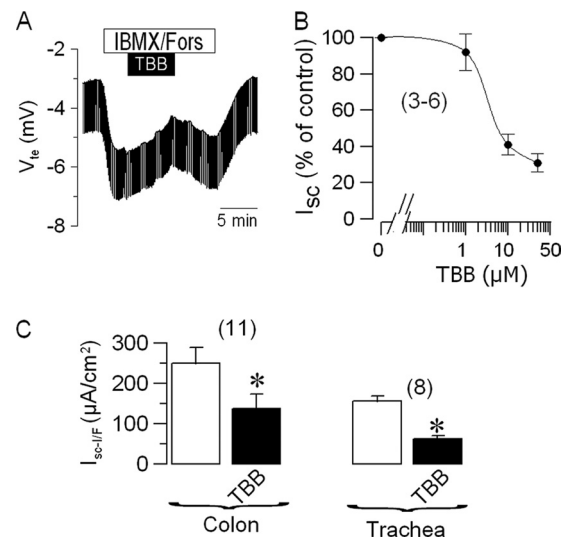 A
IBMX/Fors
TBB
-2
-4
-6
-8
Vte (mV)
5 min
B
100
80
60
40
20
0
ISC (% of control)
(3-6)
0
1
10
50
TBB (µM)
C
300
200
100
0
Isc-I/F (µA/cm2)
(11)
*
TBB
Colon
(8)
*
TBB
Trachea